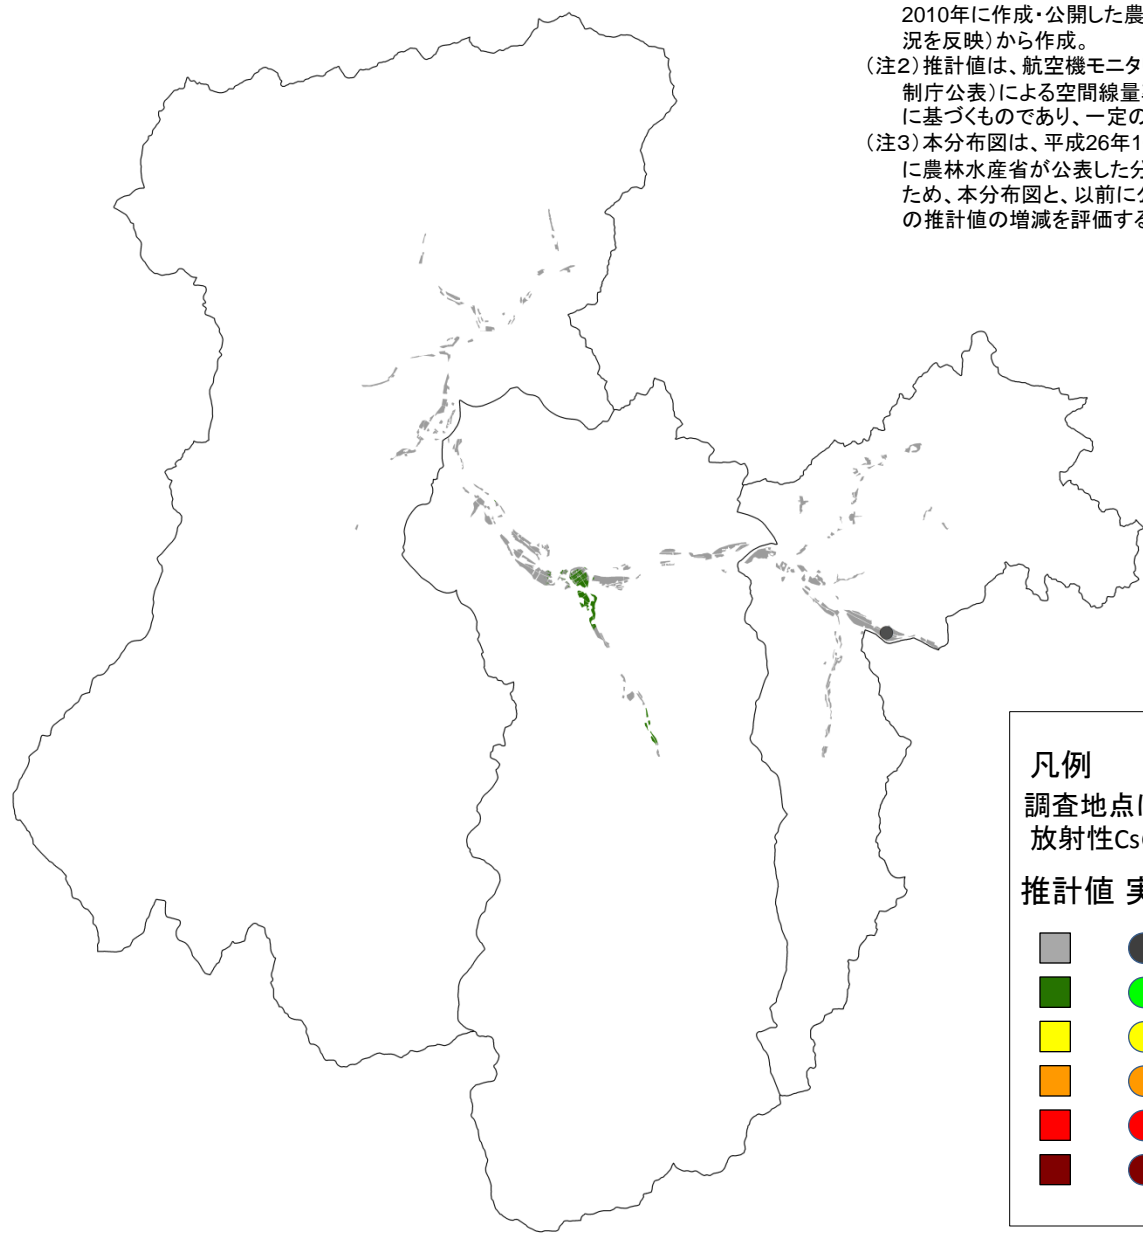 2010年に作成・公開した農
況を反映）から作成。
（注2）推計値は、航空機モニタ
制庁公表）による空間線量
に基づくものであり、一定の
（注3）本分布図は、平成26年1
に農林水産省が公表した分
ため、本分布図と、以前に公
の推計値の増減を評価する
凡例
調査地点
放射性Cs
推計値 実